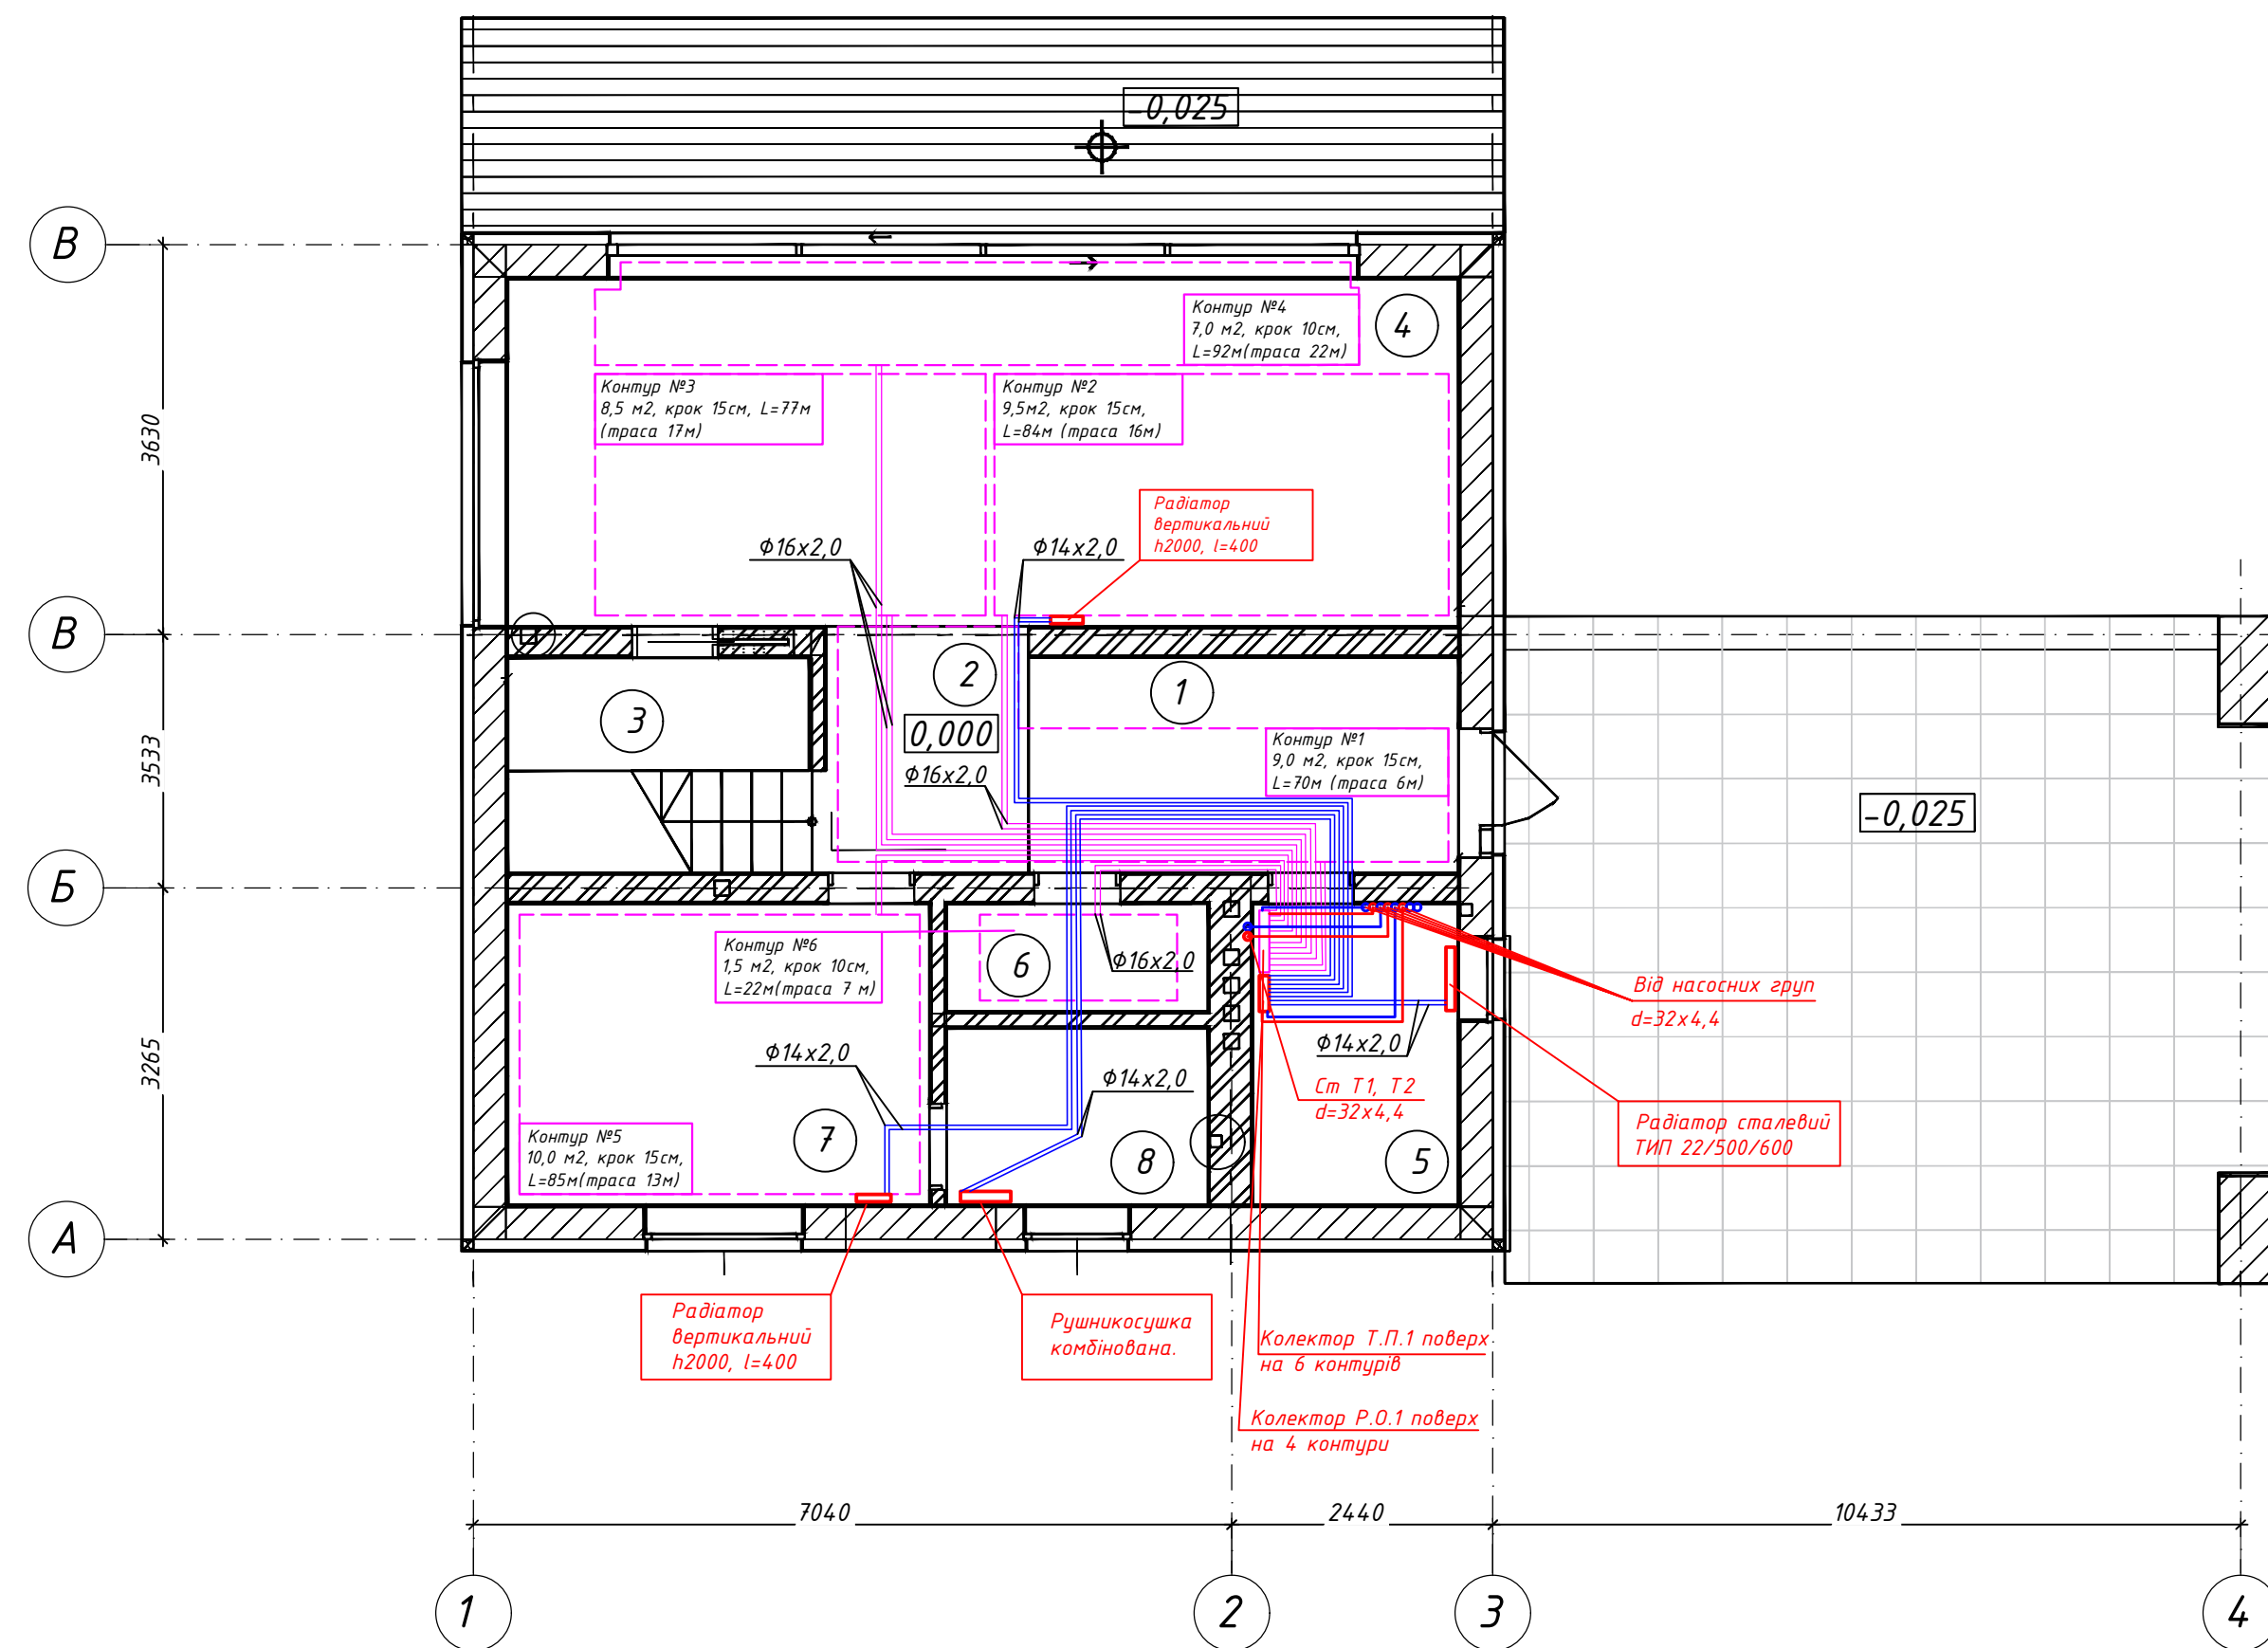 -0,025
В
Контур №4
7,0 м2, крок 10см,
L=92м(траса 22м)
4
Контур №3
8,5 м2, крок 15см, L=77м
(траса 17м)
Контур №2
9,5м2, крок 15см,
L=84м (траса 16м)
3630
Радіатор
вертикальний
h2000, l=400
Ф16х2,0
Ф14х2,0
В
2
1
3
0,000
3533
Контур №1
9,0 м2, крок 15см,
L=70м (траса 6м)
Ф16х2,0
-0,025
Б
Контур №6
1,5 м2, крок 10см,
L=22м(траса 7 м)
6
Ф16х2,0
Від насосних груп
d=32х4,4
3265
Ф14х2,0
Ф14х2,0
Ф14х2,0
Ст Т1, Т2
d=32х4,4
Радіатор сталевий
ТИП 22/500/600
Контур №5
10,0 м2, крок 15см,
L=85м(траса 13м)
7
8
5
А
Радіатор
вертикальний
h2000, l=400
Рушникосушка
комбінована.
Колектор Т.П.1 поверх
на 6 контурів
Колектор Р.О.1 поверх
на 4 контури
7040
2440
10433
1
2
3
4